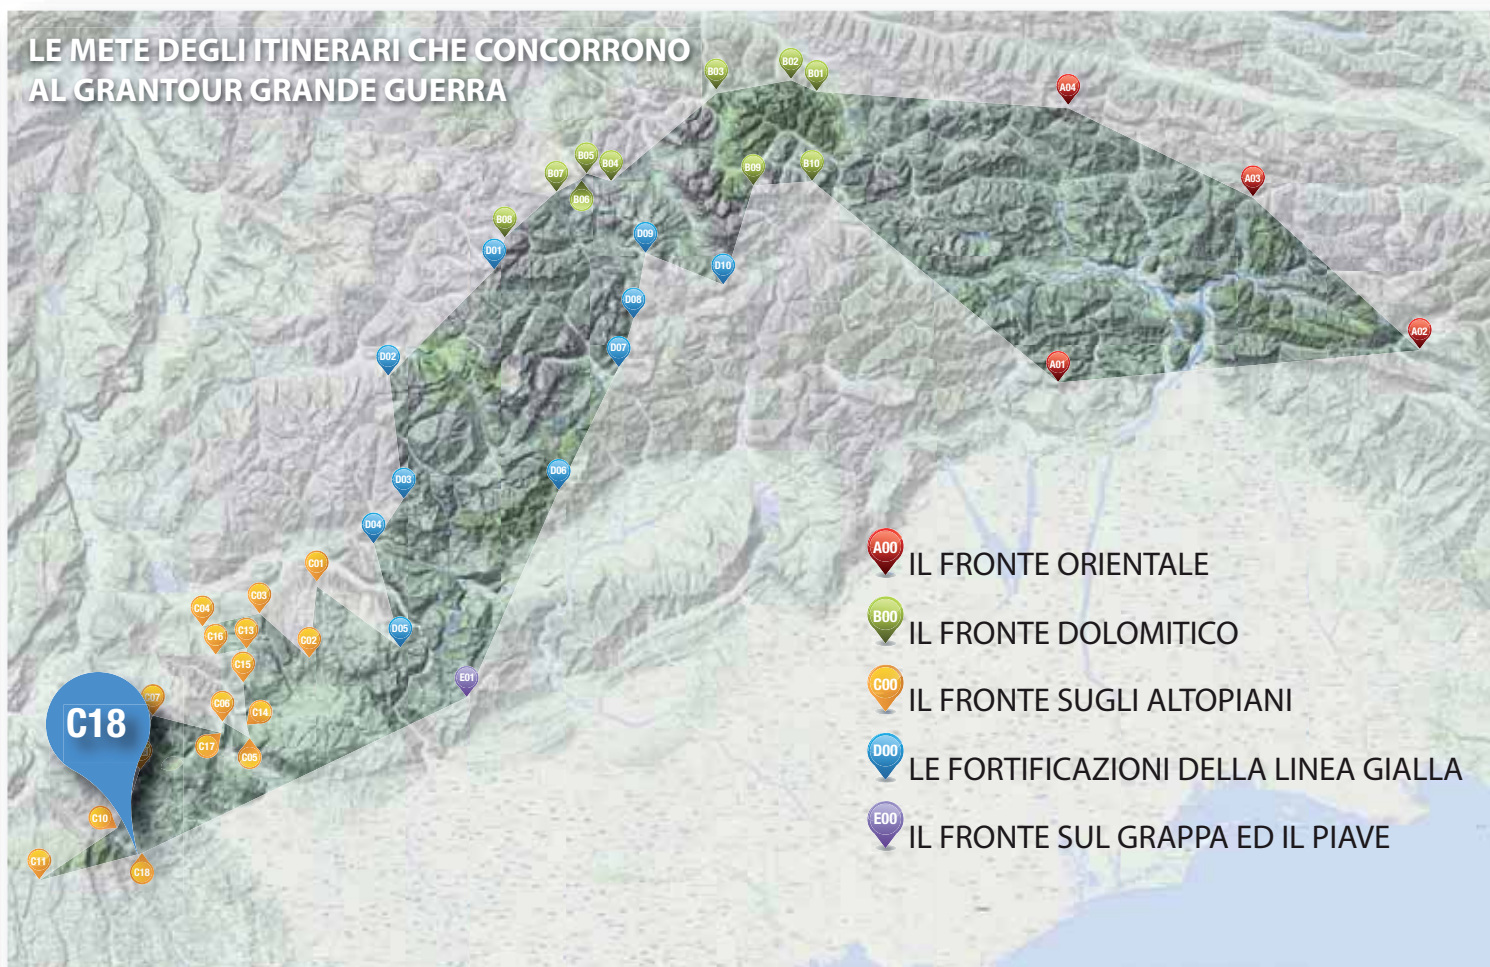 LE METE DEGLI ITINERARI CHE CONCORRONO
AL GRANTOUR GRANDE GUERRA
B03
B02
B01
A04
B05
B04
B07
B06
B09
B10
A03
B08
D01
D09
D10
D08
D07
D02
A01
A02
D06
D03
D04
C01
C03
C04
C16
C13
C02
D05
C15
E01
C07
C06
C14
C17
C05
C18
C10
C11
C18
A00 IL FRONTE ORIENTALE
B00 IL FRONTE DOLOMITICO
C00 IL FRONTE SUGLI ALTOPIANI
D00 LE FORTIFICAZIONI DELLA LINEA GIALLA
E00 IL FRONTE SUL GRAPPA ED IL PIAVE